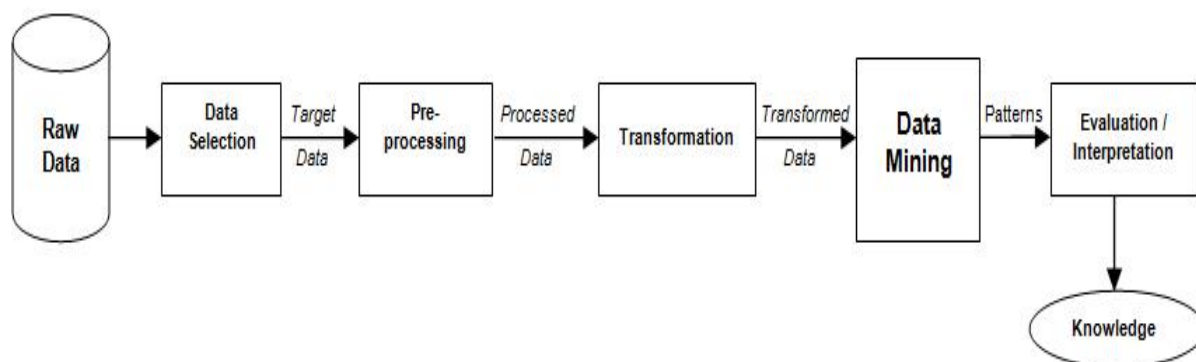 Raw
Data
Data
Selection
Target
Data
Pre-
processing
Processed
Data
Transformation
Transformed
Data
Data
Mining
Patterns
Evaluation /
Interpretation
Knowledge